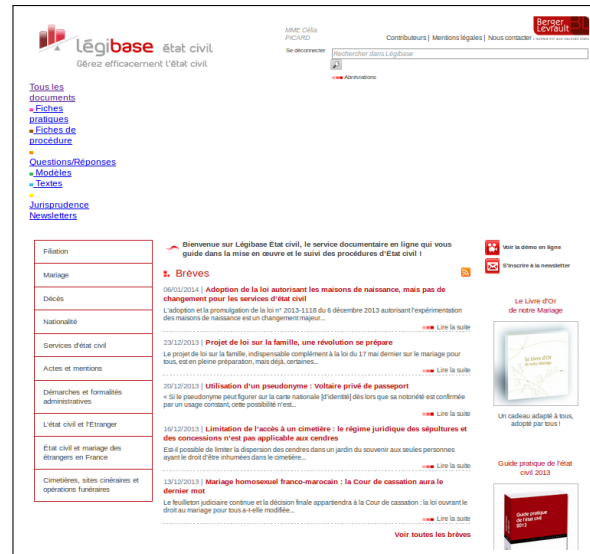 légibase état civil
Gérez efficacement l'état civil
MME Célia
PICARD
Se déconnecter
Contributeurs | Mentions légales | Nous contacter
Berger
Levrault
Rechercher dans Légibase
Abréviations
Tous les
documents
Fiches
pratiques
Fiches de
procédure
Questions/Réponses
Modèles
Textes
Jurisprudence
Newsletters
Filiation
Mariage
Décès
Nationalité
Services d'état civil
Actes et mentions
Démarches et formalités
administratives
L'état civil et l'Etranger
État civil et mariage des
étrangers en France
Cimetières, sites cinéraires et
opérations funéraires
Bienvenue sur Légibase État civil, le service documentaire en ligne qui vous
guide dans la mise en œuvre et le suivi des procédures d'État civil !
Brèves
06/01/2014 | Adoption de la loi autorisant les maisons de naissance, mais pas de
changement pour les services d'état civil
L'adoption et la promulgation de la loi n° 2013-1118 du 6 décembre 2013 autorisant l'expérimentation
des maisons de naissance est un changement majeur...
Lire la suite
23/12/2013 | Projet de loi sur la famille, une révolution se prépare
Le projet de loi sur la famille, indispensable complément à la loi du 17 mai dernier sur le mariage pour
tous, est en pleine préparation, mais déjà, certaines...
Lire la suite
20/12/2013 | Utilisation d'un pseudonyme : Voltaire privé de passeport
« Si le pseudonyme peut figurer sur la carte nationale [d'identité] dès lors que sa notoriété est confirmée
par un usage constant, cette possibilité n'est...
Lire la suite
16/12/2013 | Limitation de l'accès à un cimetière : le régime juridique des sépultures et
des concessions n'est pas applicable aux cendres
Est-il possible de limiter la dispersion des cendres dans un jardin du souvenir aux seules personnes
ayant le droit d'être inhumées dans le cimetière...
Lire la suite
13/12/2013 | Mariage homosexuel franco-marocain : la Cour de cassation aura le
dernier mot
Le feuilleton judiciaire continue et la décision finale appartiendra à la Cour de cassation : la loi ouvrant le
droit au mariage pour tous a-t-elle modifiée...
Lire la suite
Voir toutes les brèves
Voir la démo en ligne
S'inscrire à la newsletter
Le Livre d'Or
de notre Mariage
le Livre d'Or
de notre Mariage
Un cadeau adapté à tous,
adopté par tous !
Guide pratique de l'état
civil 2013
Guide pratique
de l'état civil
2013